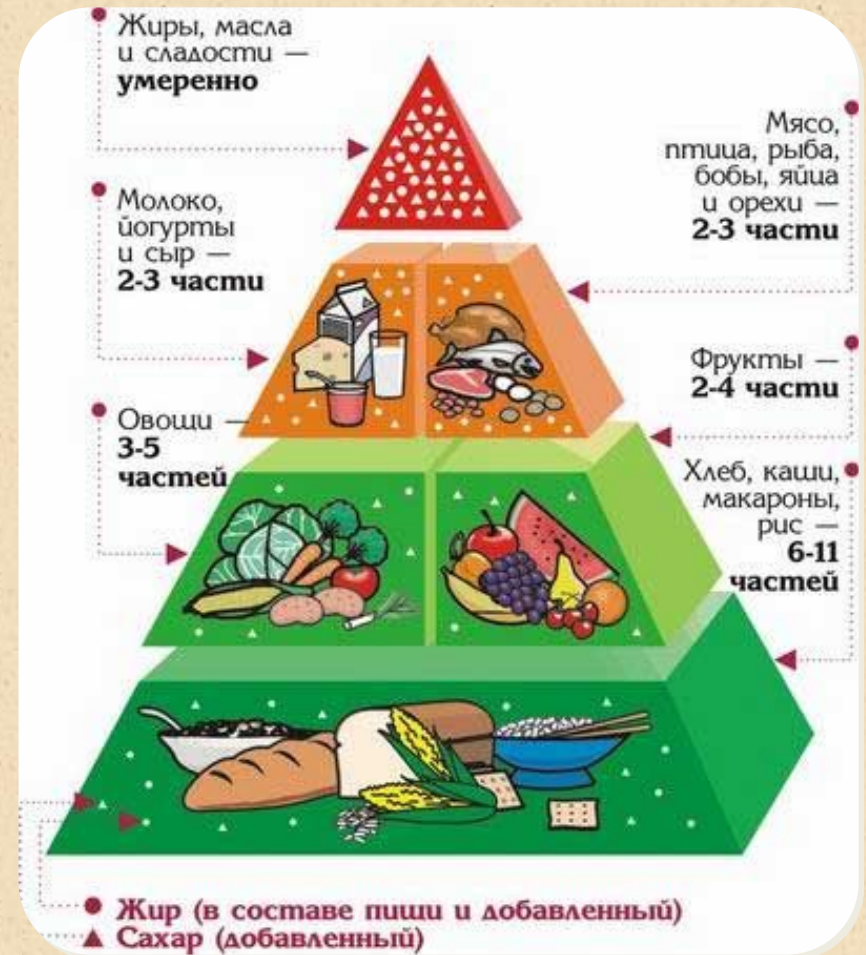 Жиры, масла
и сладости —
умеренно
Мясо,
птица, рыба,
бобы, яйца
и орехи —
2-3 части
Молоко,
йогурты
и сыр —
2-3 части
Фрукты —
2-4 части
Овощи —
3-5
частей
Хлеб, каши,
макароны,
рис —
6-11
частей
Жир (в составе пищи и добавленный)
Сахар (добавленный)